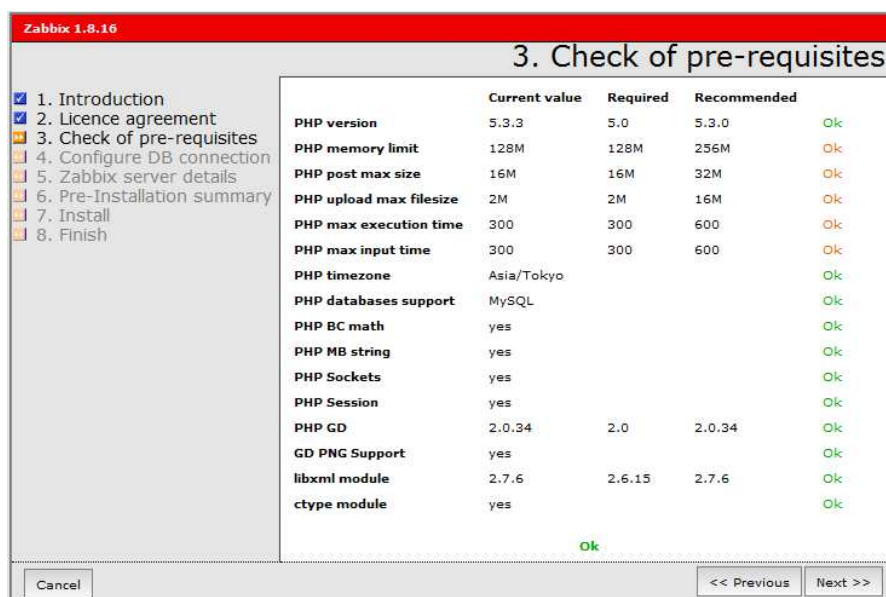 Zabbix 1.8.16
3. Check of pre-requisites
1. Introduction
2. Licence agreement
3. Check of pre-requisites
4. Configure DB connection
5. Zabbix server details
6. Pre-Installation summary
7. Install
8. Finish
Current value Required Recommended
PHP version 5.3.3 5.0 5.3.0 Ok
PHP memory limit 128M 128M 256M Ok
PHP post max size 16M 16M 32M Ok
PHP upload max filesize 2M 2M 16M Ok
PHP max execution time 300 300 600 Ok
PHP max input time 300 300 600 Ok
PHP timezone Asia/Tokyo Ok
PHP databases support MySQL Ok
PHP BC math yes Ok
PHP MB string yes Ok
PHP Sockets yes Ok
PHP Session yes Ok
PHP GD 2.0.34 2.0 2.0.34 Ok
GD PNG Support yes Ok
libxml module 2.7.6 2.6.15 2.7.6 Ok
ctype module yes Ok
Ok
Cancel << Previous Next >>